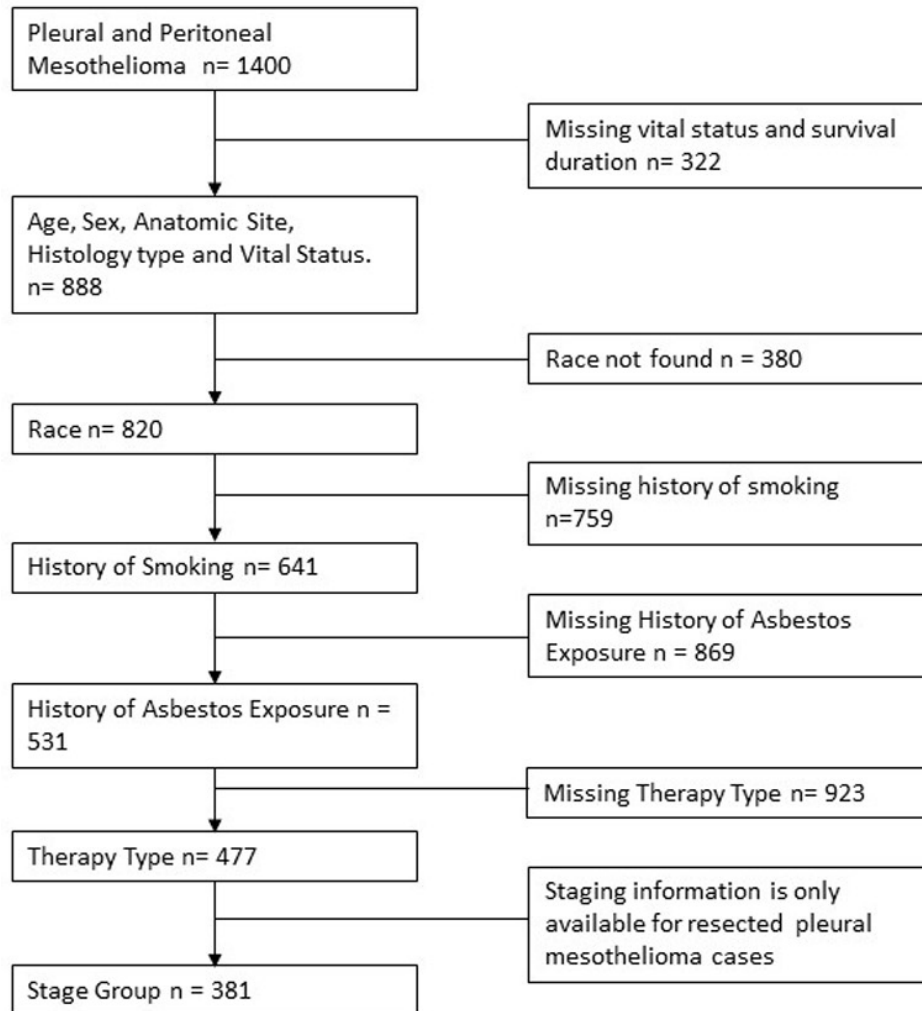 Pleural and Peritoneal
Mesothelioma n= 1400
Missing vital status and survival
duration n= 322
Age, Sex, Anatomic Site,
Histology type and Vital Status.
n= 888
Race not found n = 380
Race n= 820
Missing history of smoking
n=759
History of Smoking n= 641
Missing History of Asbestos
Exposure n = 869
History of Asbestos Exposure n =
531
Missing Therapy Type n= 923
Therapy Type n= 477
Staging information is only
available for resected pleural
mesothelioma cases
Stage Group n = 381